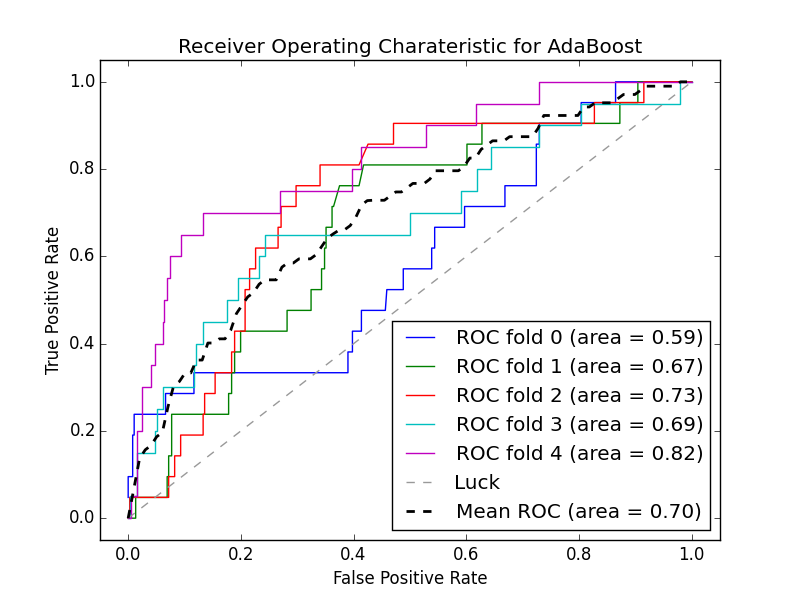 Receiver Operating Charateristic for AdaBoost
True Positive Rate
1.0
0.8
0.6
0.4
0.2
0.0
ROC fold 0 (area = 0.59)
ROC fold 1 (area = 0.67)
ROC fold 2 (area = 0.73)
ROC fold 3 (area = 0.69)
ROC fold 4 (area = 0.82)
Luck
Mean ROC (area = 0.70)
0.0 0.2 0.4 0.6 0.8 1.0
False Positive Rate